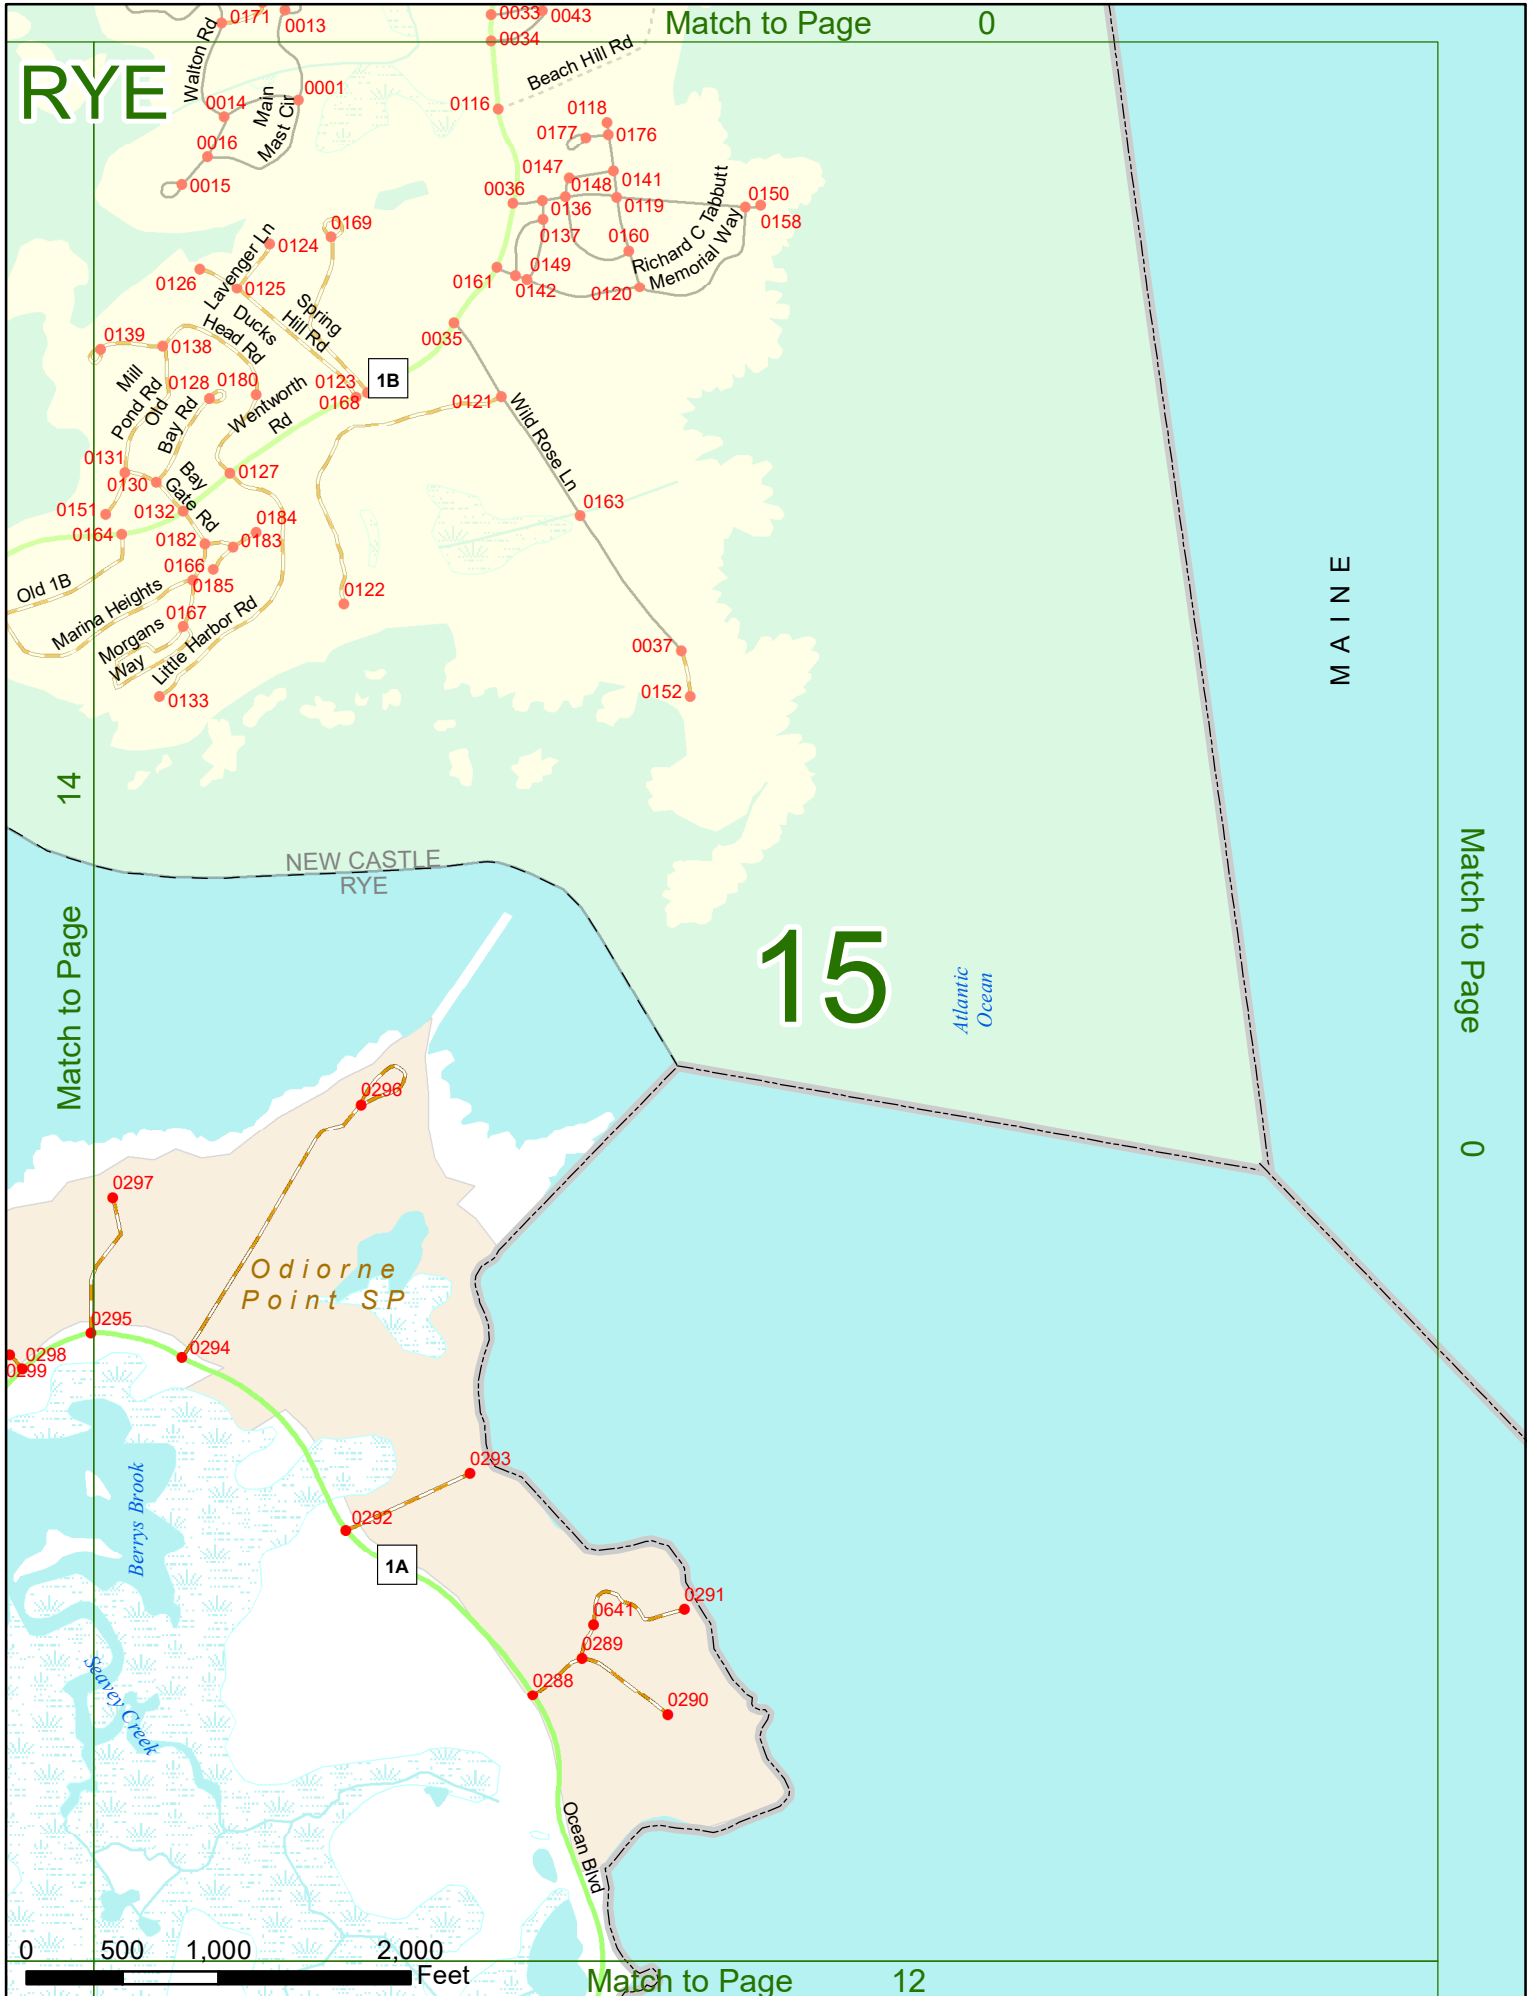 Match to Page 0
RYE
0171
0013
0033
0043
0034
Walton Rd
Beach Hill Rd
0014
0001
0116
0118
Main
Mast Cir
0177
0176
0016
0015
0147
0141
0148
0036
0136
0119
0150
0158
Richard C Tabbutt
Memorial Way
0169
0124
0137
0160
Lavenger Ln
0126
0125
0161
0149
0142
0120
Spring
Hill Rd
Ducks
Head Rd
0035
0139
0138
Mill
Pond Rd
0128
0180
0123
0168
1B
0121
Old
Bay Rd
Wentworth
Rd
Wild Rose Ln
0131
0130
0127
Bay
Gate Rd
0151
0132
0163
0164
0184
0182
0183
0166
0185
Old 1B
Marina Heights
0122
0167
Morgans
Way
Little Harbor Rd
0133
0037
0152
MAINE
14
Match to Page
NEW CASTLE
RYE
15
Atlantic
Ocean
Match to Page
0
0296
0297
Odiorne
Point SP
0295
0294
0298
0299
0293
0292
Berrys Brook
1A
0291
0641
0289
0288
0290
Seavey Creek
Ocean Blvd
0 500 1,000 2,000
Feet
Match to Page 12